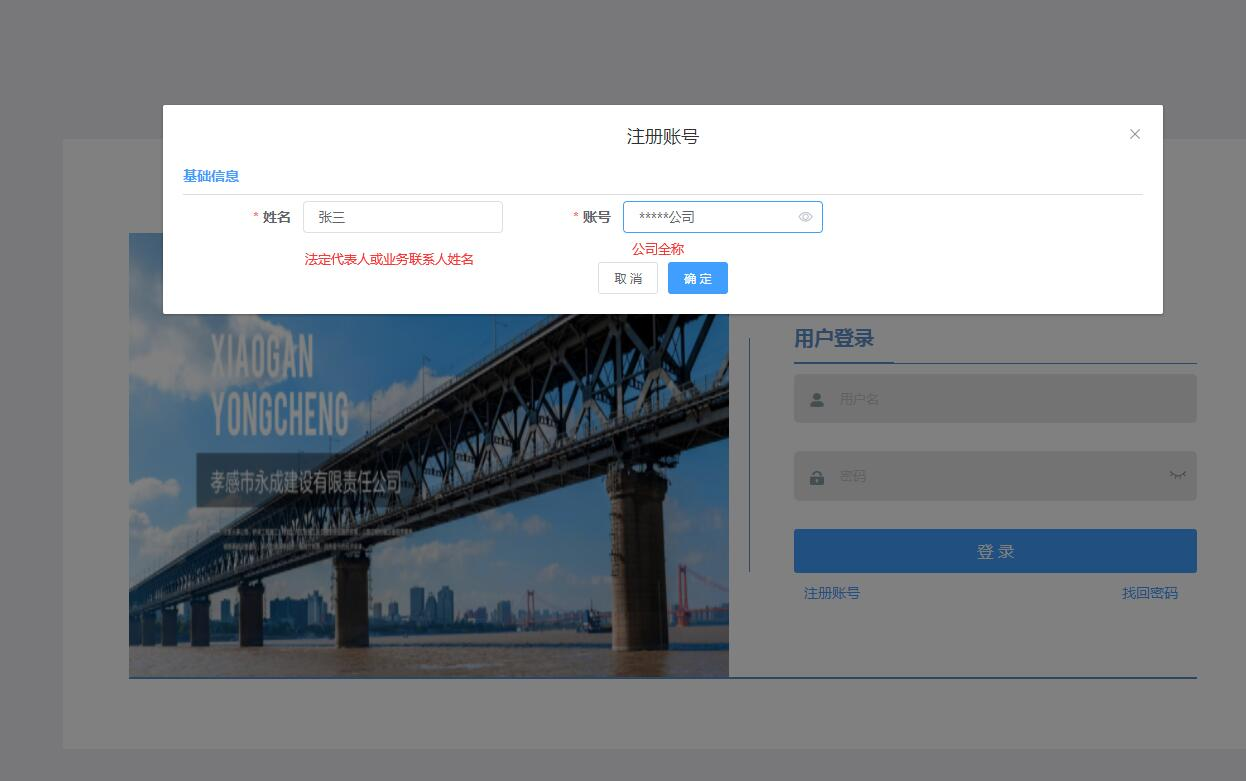 注册账号
基础信息
* 姓名 张三 * 账号 *****公司
法定代表人或业务联系人姓名 公司全称
取 消 确 定
XIAOGAN
YONGCHENG
孝感市永成建设有限责任公司
用户登录
用户名
密码
登 录
注册账号 找回密码